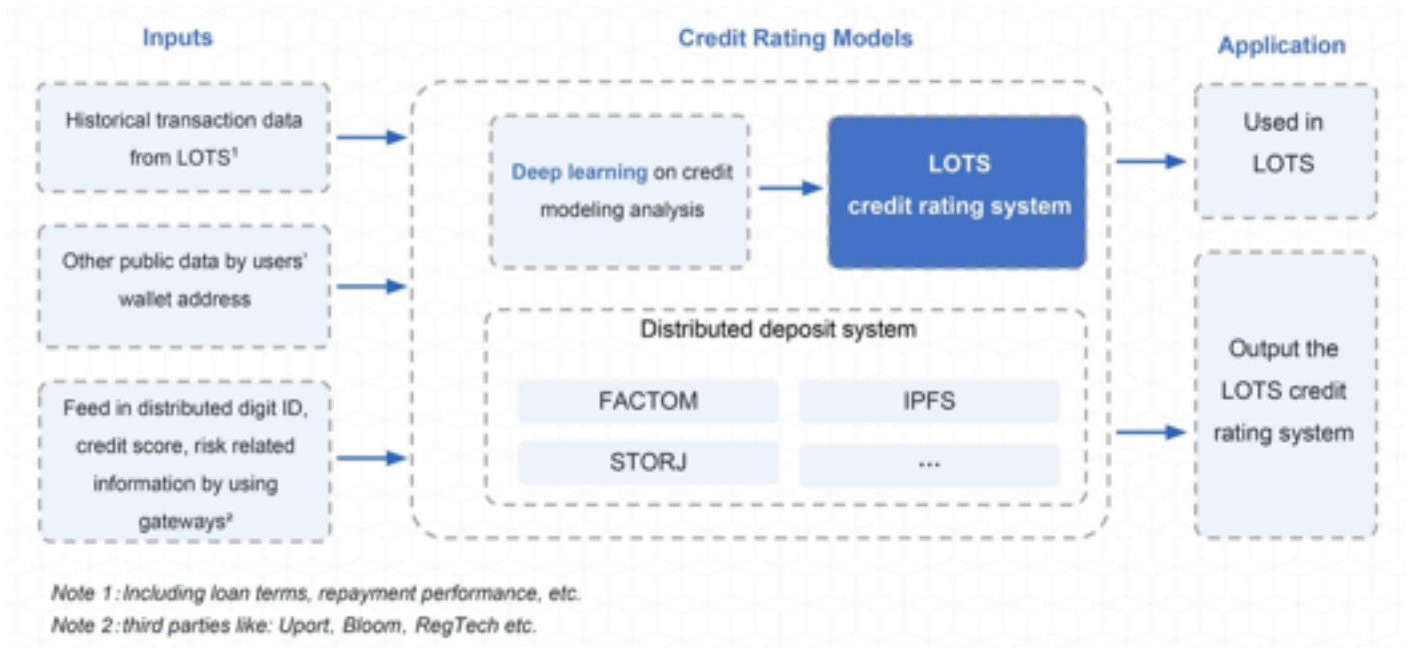 Inputs
Historical transaction data
from LOTS¹
Other public data by users'
wallet address
Feed in distributed digit ID,
credit score, risk related
information by using
gateways²
Credit Rating Models
Deep learning on credit
modeling analysis
LOTS
credit rating system
Distributed deposit system
FACTOM
IPFS
STORJ
...
Application
Used in
LOTS
Output the
LOTS credit
rating system
Note 1:Including loan terms, repayment performance, etc.
Note 2:third parties like: Uport, Bloom, RegTech etc.